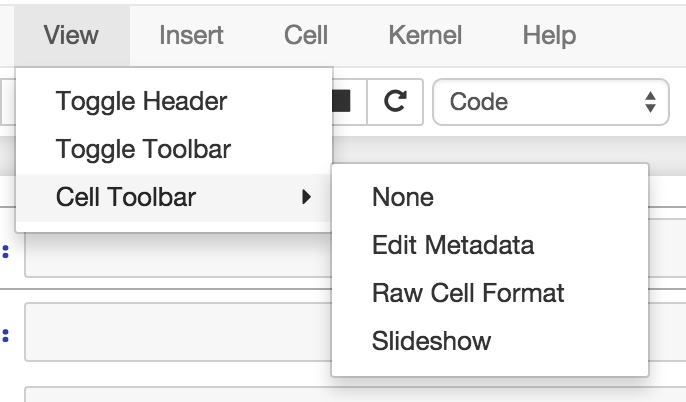 View Insert Cell Kernel Help
Toggle Header
Code
Toggle Toolbar
Cell Toolbar
None
Edit Metadata
Raw Cell Format
Slideshow
:
: